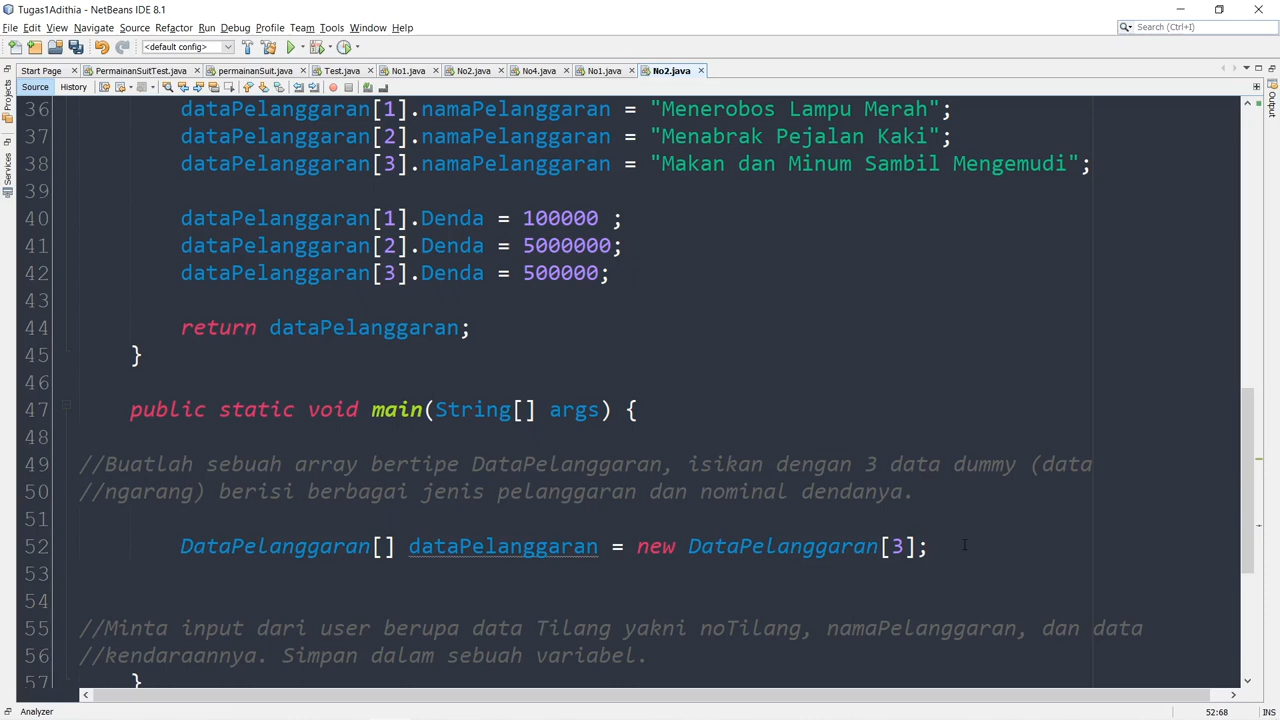 Tugas1Adithia - NetBeans IDE 8.1
File Edit View Navigate Source Refactor Run Debug Profile Team Tools Window Help
Search (Ctrl+I)
<default config>
Start Page PermainanSuitTest.java permainanSuit.java Test.java No1.java No2.java No4.java No1.java No2.java
Source History
Projects
Services
Output
36 dataPelanggaran[1].namaPelanggaran = "Menerobos Lampu Merah";
37 dataPelanggaran[2].namaPelanggaran = "Menabrak Pejalan Kaki";
38 dataPelanggaran[3].namaPelanggaran = "Makan dan Minum Sambil Mengemudi";
39
40 dataPelanggaran[1].Denda = 100000 ;
41 dataPelanggaran[2].Denda = 5000000;
42 dataPelanggaran[3].Denda = 500000;
43
44 return dataPelanggaran;
45 }
46
47 public static void main(String[] args) {
48
49 //Buatlah sebuah array bertipe DataPelanggaran, isikan dengan 3 data dummy (data
50 //ngarang) berisi berbagai jenis pelanggaran dan nominal dendanya.
51
52 DataPelanggaran[] dataPelanggaran = new DataPelanggaran[3];
53
54
55 //Minta input dari user berupa data Tilang yakni noTilang, namaPelanggaran, dan data
56 //kendaraannya. Simpan dalam sebuah variabel.
57 }
Analyzer
52:68
INS